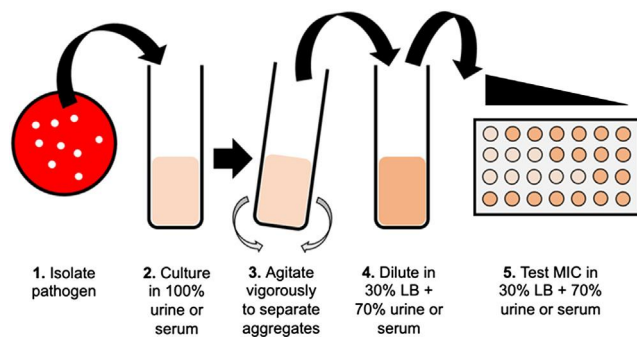 1. Isolate
pathogen
2. Culture
in 100%
urine or
serum
3. Agitate
vigorously
to separate
aggregates
4. Dilute in
30% LB +
70% urine or
serum
5. Test MIC in
30% LB + 70%
urine or serum